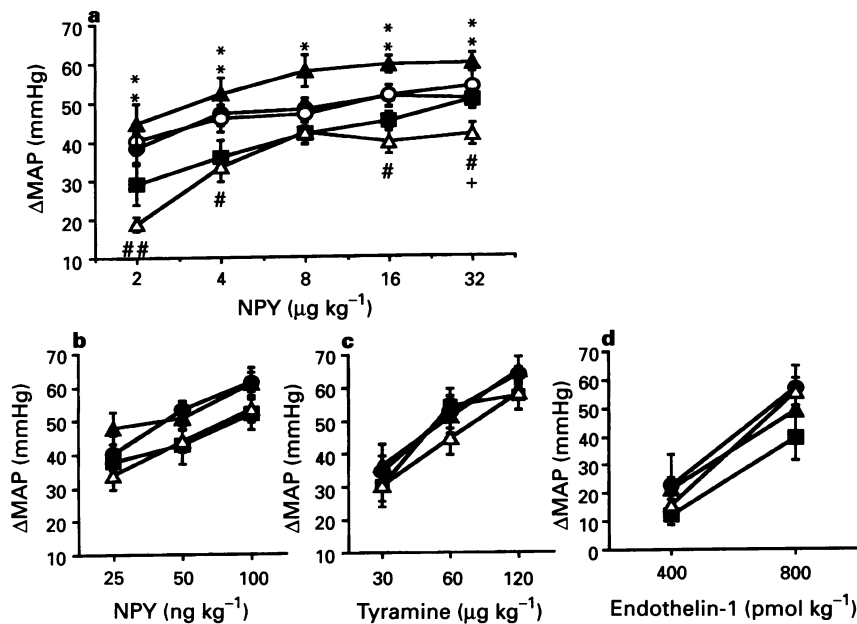 a
70
60
50
40
30
20
10
ΔMAP (mmHg)
* * * * *
* * * *
# # # # #
+
2 4 8 16 32
NPY (μg kg⁻¹)
b
70
60
50
40
30
20
10
ΔMAP (mmHg)
25 50 100
NPY (ng kg⁻¹)
c
70
60
50
40
30
20
10
ΔMAP (mmHg)
30 60 120
Tyramine (μg kg⁻¹)
d
70
60
50
40
30
20
10
0
ΔMAP (mmHg)
400 800
Endothelin-1 (pmol kg⁻¹)